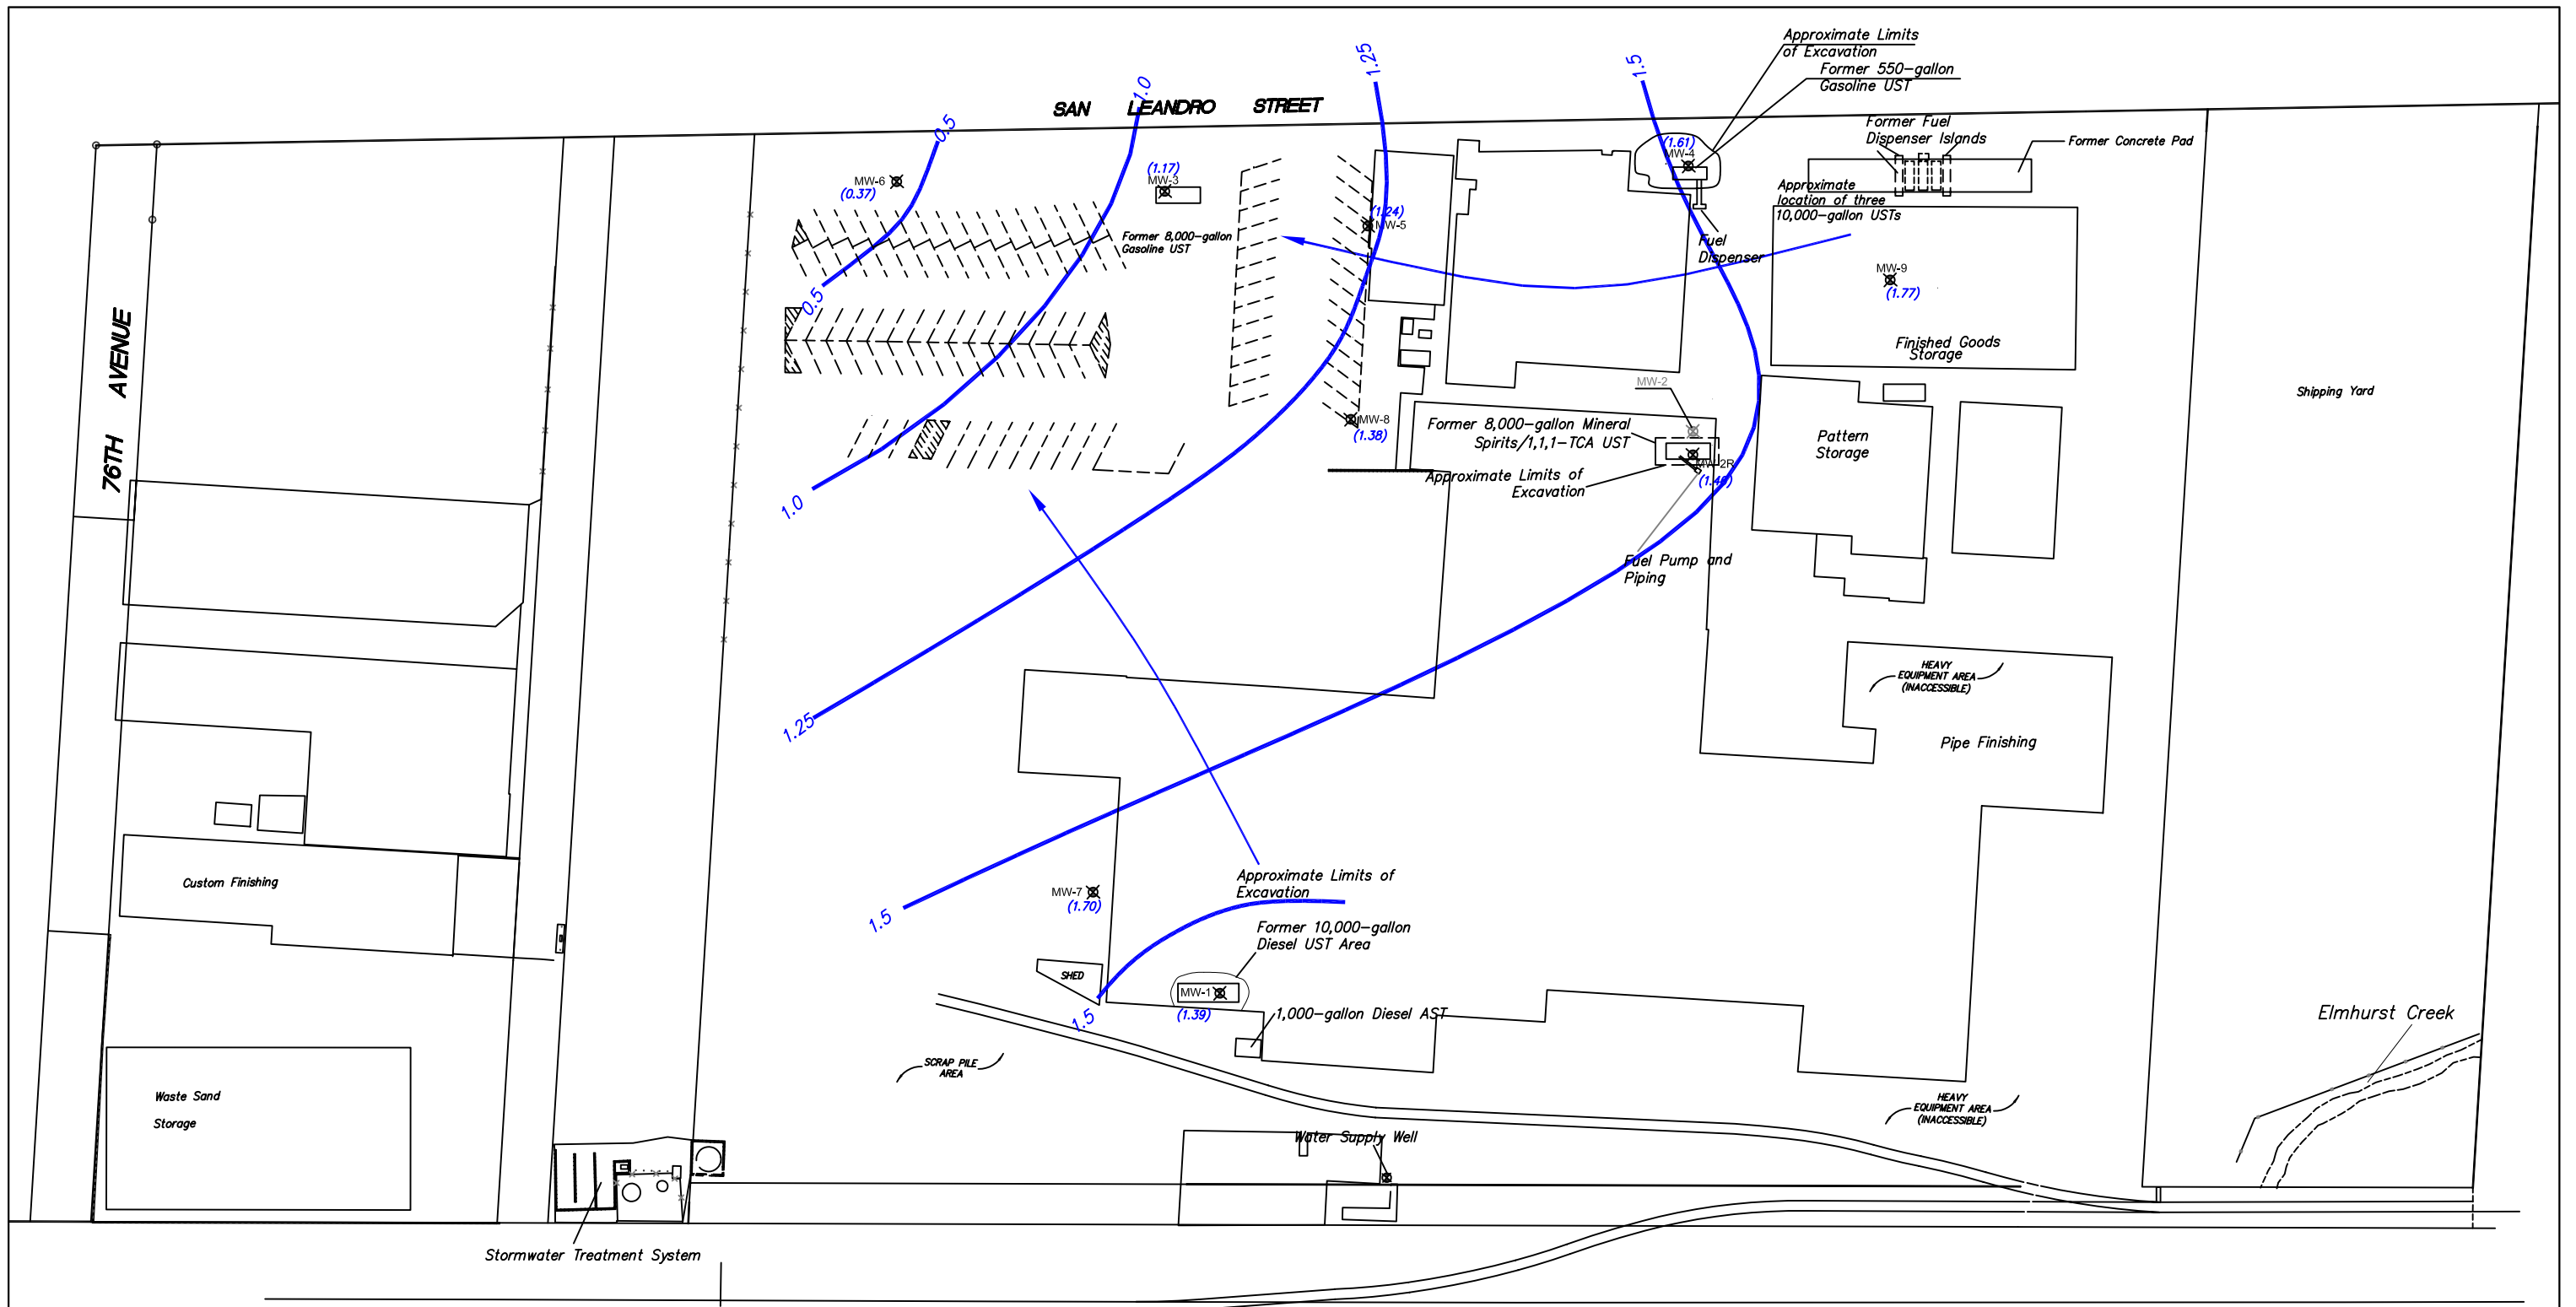 1.25
1.5
1.0
0.5
Approximate Limits
of Excavation
Former 550-gallon
Gasoline UST
SAN LEANDRO STREET
Former Fuel
Dispenser Islands
Former Concrete Pad
(1.61)
MW-4
(1.17)
MW-3
MW-6
(0.37)
Approximate
location of three
10,000-gallon USTs
(1.24)
MW-5
Former 8,000-gallon
Gasoline UST
Fuel
Dispenser
MW-9
(1.77)
0.5
Finished Goods
Storage
76TH AVENUE
MW-2
Shipping Yard
MW-8
(1.38)
Former 8,000-gallon Mineral
Spirits/1,1,1-TCA UST
Pattern
Storage
MW-2R
Approximate Limits of
Excavation
1.0
Fuel Pump and
Piping
HEAVY
EQUIPMENT AREA
(INACCESSIBLE)
1.25
Pipe Finishing
Custom Finishing
Approximate Limits of
Excavation
MW-7
(1.70)
1.5
Former 10,000-gallon
Diesel UST Area
SHED
MW-1
(1.39)
1.5
1,000-gallon Diesel AST
Elmhurst Creek
SCRAP PILE
AREA
Waste Sand
Storage
HEAVY
EQUIPMENT AREA
(INACCESSIBLE)
Water Supply Well
Stormwater Treatment System